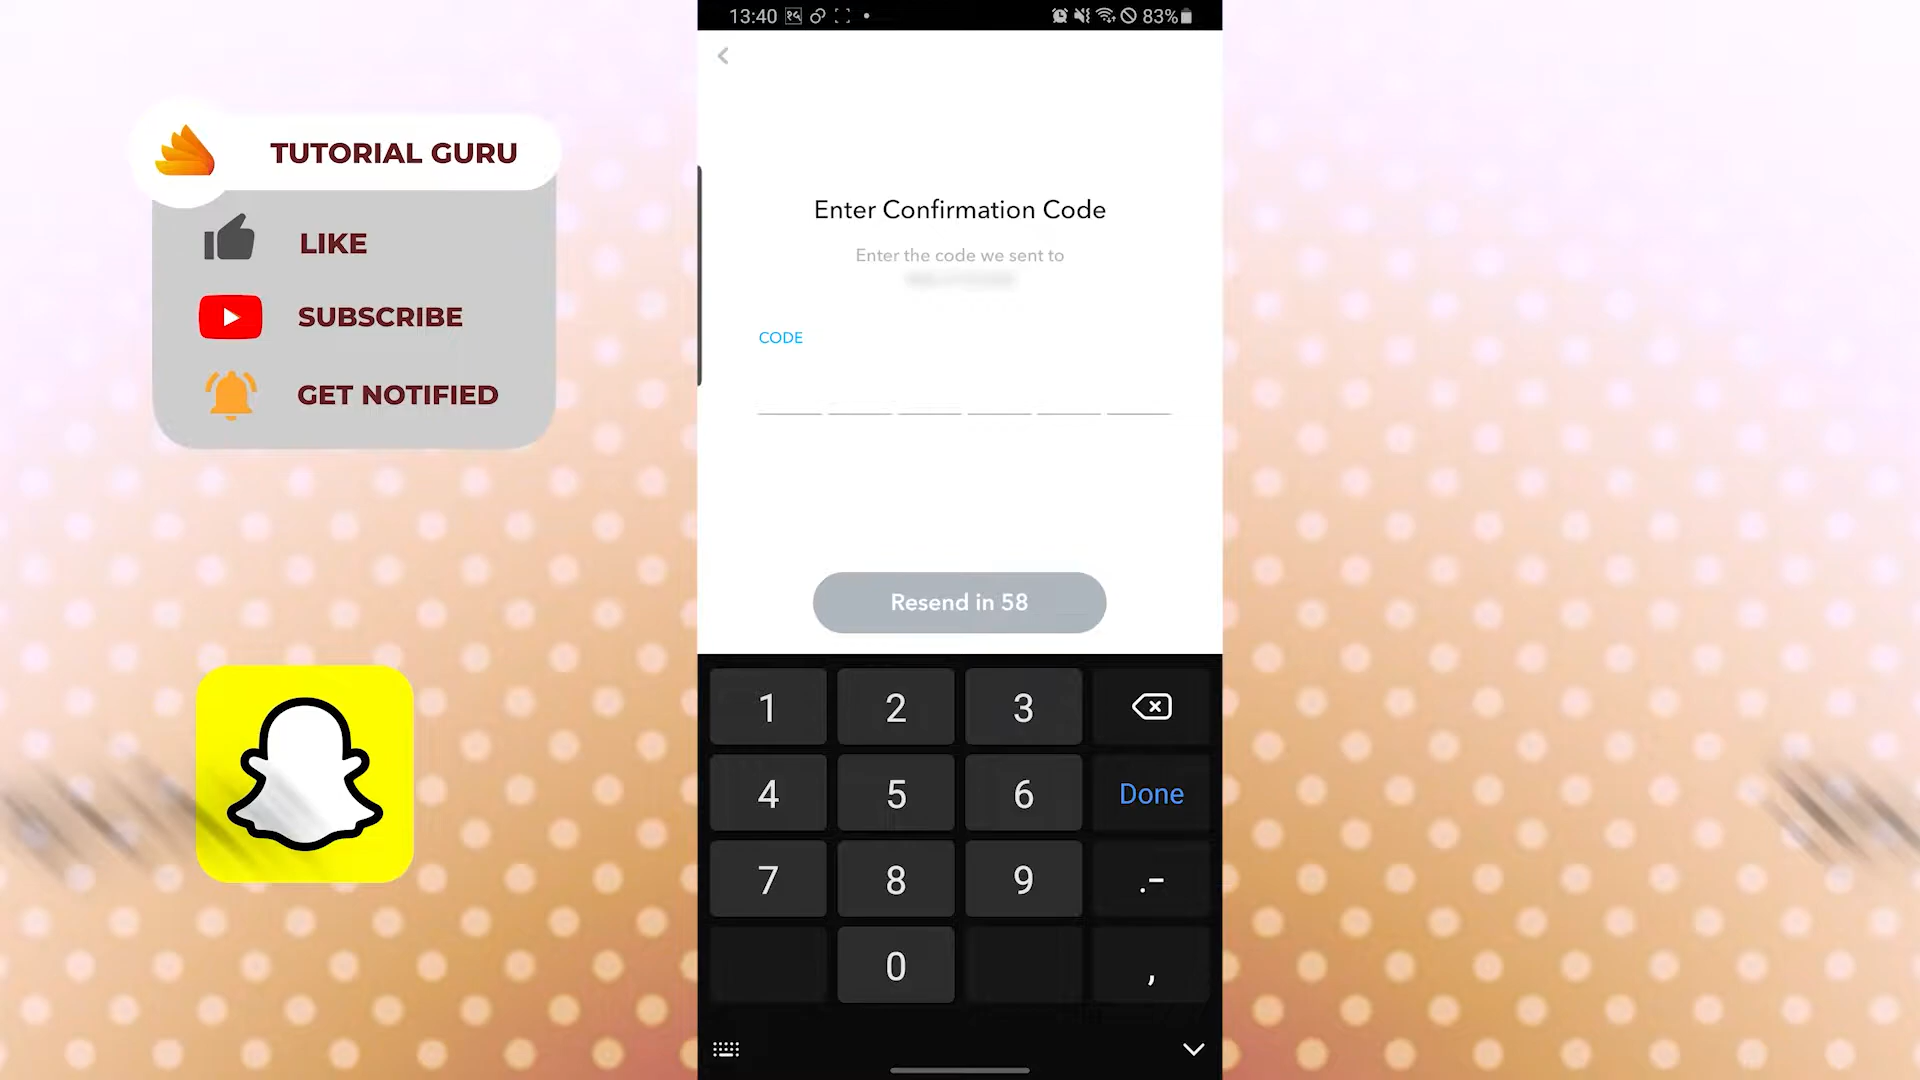 TUTORIAL GURU
LIKE
SUBSCRIBE
GET NOTIFIED
13:40
83%
Enter Confirmation Code
Enter the code we sent to
CODE
Resend in 58
1 2 3
4 5 6 Done
7 8 9 .-
0 ,